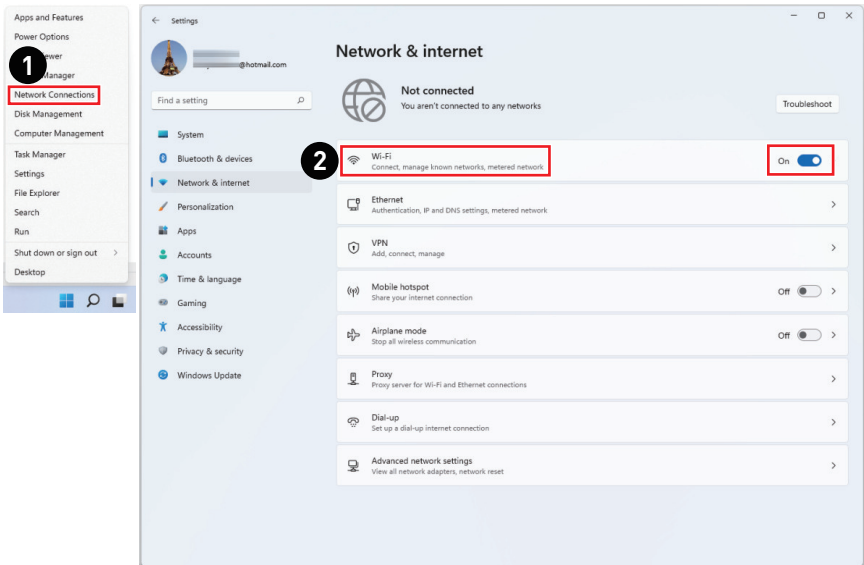 Apps and Features
Power Options
ewer
1
Manager
Network Connections
Disk Management
Computer Management
Task Manager
Settings
File Explorer
Search
Run
Shut down or sign out
Desktop
Settings
@hotmail.com
Find a setting
System
Bluetooth & devices
Network & internet
Personalization
Apps
Accounts
Time & language
Gaming
Accessibility
Privacy & security
Windows Update
Network & internet
Not connected
You aren't connected to any networks
Troubleshoot
2
Wi-Fi
Connect, manage known networks, metered network
On
Ethernet
Authentication, IP and DNS settings, metered network
VPN
Add, connect, manage
Mobile hotspot
Share your internet connection
Off
Airplane mode
Stop all wireless communication
Off
Proxy
Proxy server for Wi-Fi and Ethernet connections
Dial-up
Set up a dial-up internet connection
Advanced network settings
View all network adapters, network reset